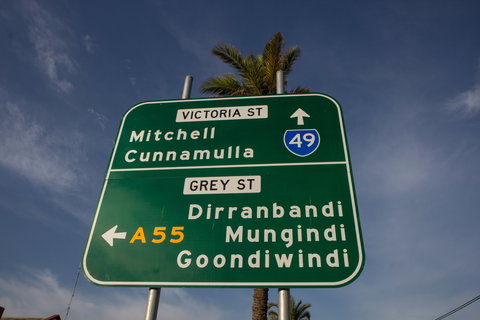 VICTORIA ST
Mitchell
Cunnamulla 49
GREY ST
Dirranbandi
A55 Mungindi
Goondiwindi